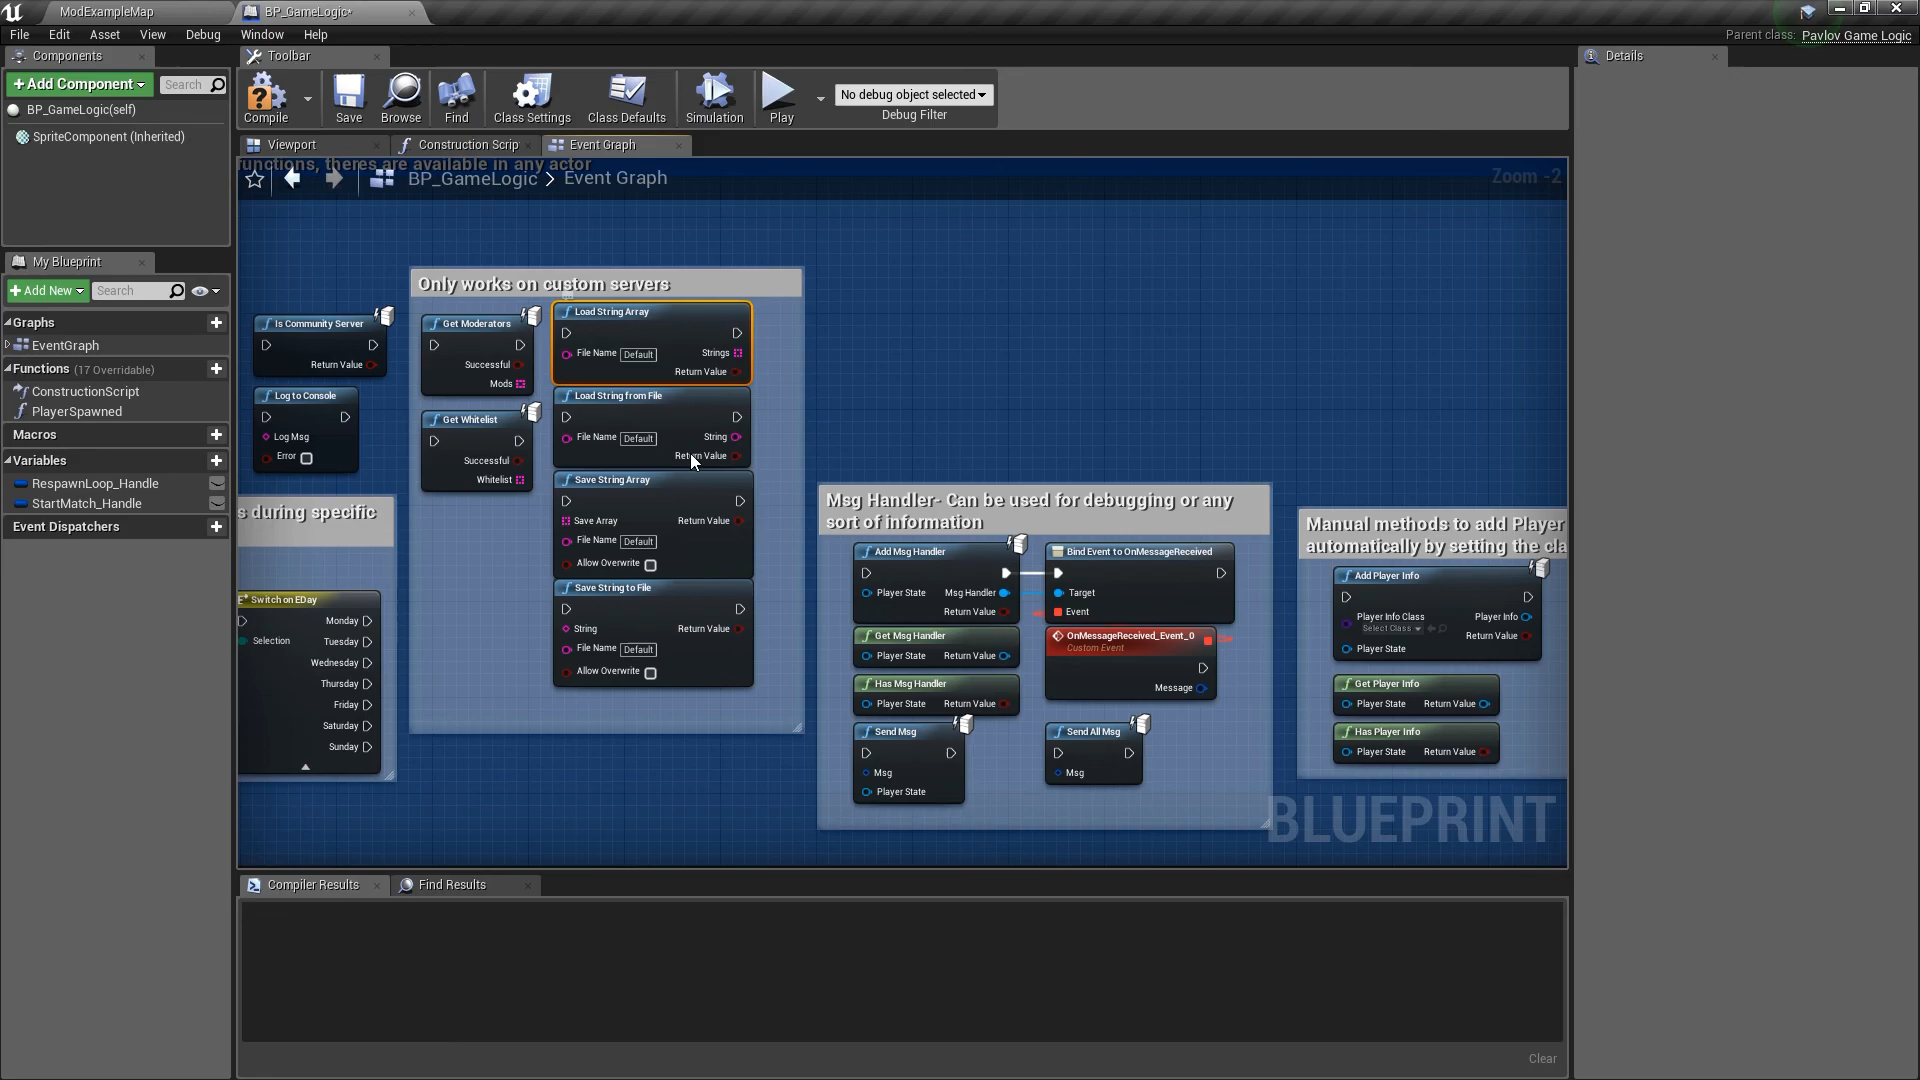 ModExampleMap
BP_GameLogic*
File Edit Asset View Debug Window Help
Parent class: Pavlov Game Logic
Components
+Add Component
Search
BP_GameLogic(self)
SpriteComponent (Inherited)
Toolbar
Compile
Save
Browse
Find
Class Settings
Class Defaults
Simulation
Play
No debug object selected
Debug Filter
Details
Viewport
Construction Scrip
Event Graph
functions, theres are available in any actor
BP_GameLogic > Event Graph
Zoom -2
My Blueprint
+Add New
Search
Graphs
EventGraph
Functions (17 Overridable)
ConstructionScript
PlayerSpawned
Macros
Variables
RespawnLoop_Handle
StartMatch_Handle
Event Dispatchers
Is Community Server
Return Value
Log to Console
Log Msg
Error
s during specific
Switch on EDay
Selection
Monday
Tuesday
Wednesday
Thursday
Friday
Saturday
Sunday
Only works on custom servers
Get Moderators
Successful
Mods
Get Whitelist
Successful
Whitelist
Load String Array
File Name Default Strings
Return Value
Load String from File
File Name Default String
Return Value
Save String Array
Save Array Return Value
File Name Default
Allow Overwrite
Save String to File
String Return Value
File Name Default
Allow Overwrite
Msg Handler- Can be used for debugging or any
sort of information
Add Msg Handler
Player State Msg Handler
Return Value
Bind Event to OnMessageReceived
Target
Event
Get Msg Handler
Player State Return Value
OnMessageReceived_Event_0
Custom Event
Message
Has Msg Handler
Player State Return Value
Send Msg
Msg
Player State
Send All Msg
Msg
Manual methods to add Player
automatically by setting the cla
Add Player Info
Player Info Class Player Info
Select Class
Return Value
Player State
Get Player Info
Player State Return Value
Has Player Info
Player State Return Value
BLUEPRINT
Compiler Results
Find Results
Clear